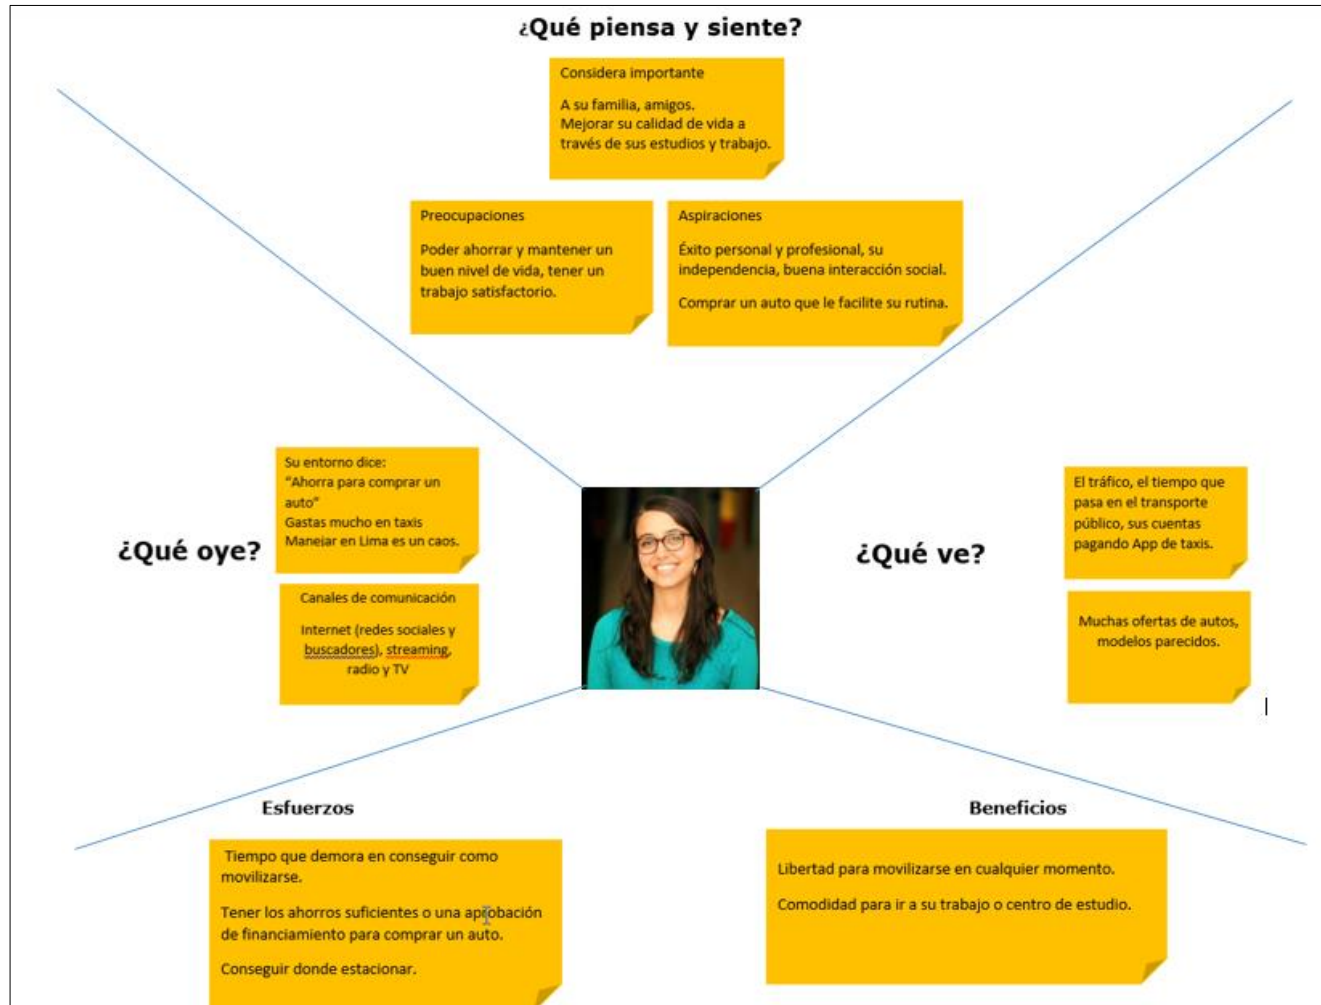 ¿Qué piensa y siente?
Considera importante
A su familia, amigos.
Mejorar su calidad de vida a
través de sus estudios y trabajo.
Preocupaciones
Poder ahorrar y mantener un
buen nivel de vida, tener un
trabajo satisfactorio.
Aspiraciones
Éxito personal y profesional, su
independencia, buena interacción social.
Comprar un auto que le facilite su rutina.
¿Qué oye?
Su entorno dice:
“Ahorra para comprar un
auto”
Gastas mucho en taxis
Manejar en Lima es un caos.
Canales de comunicación
Internet (redes sociales y
buscadores), streaming,
radio y TV
¿Qué ve?
El tráfico, el tiempo que
pasa en el transporte
público, sus cuentas
pagando App de taxis.
Muchas ofertas de autos,
modelos parecidos.
Esfuerzos
Tiempo que demora en conseguir como
movilizarse.
Tener los ahorros suficientes o una aprobación
de financiamiento para comprar un auto.
Conseguir donde estacionar.
Beneficios
Libertad para movilizarse en cualquier momento.
Comodidad para ir a su trabajo o centro de estudio.